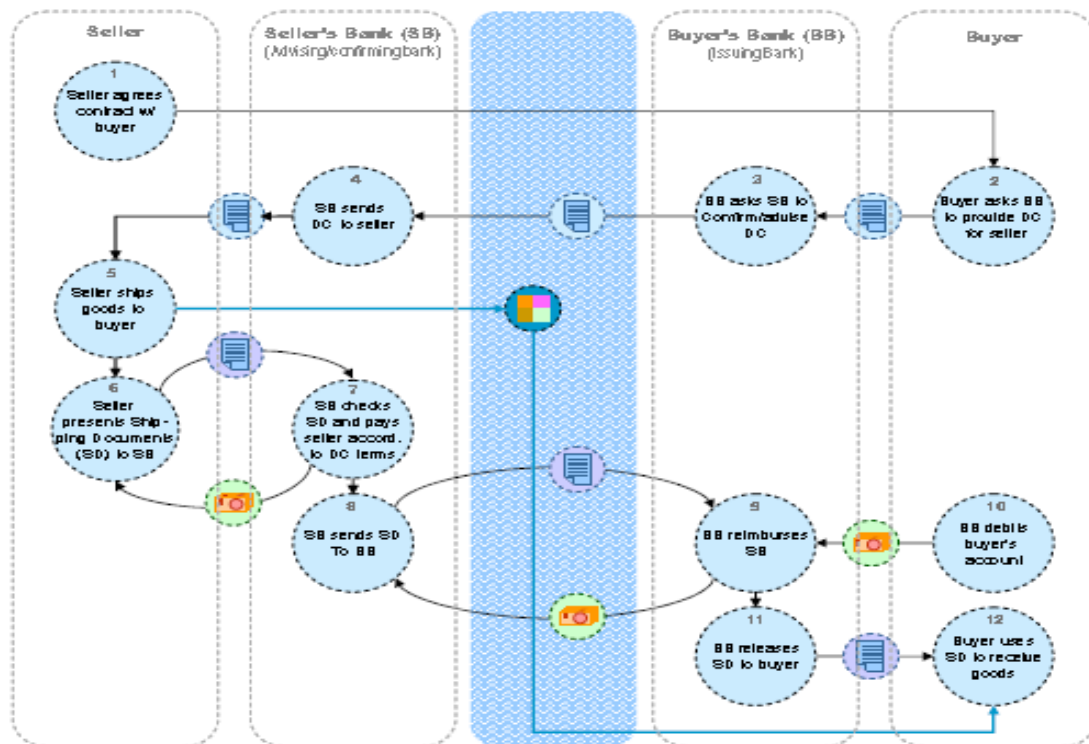 Seller
Seller's Bank (SB)
(Advising/confirmingbank)
Buyer's Bank (BB)
(IssuingBank)
Buyer
1
Seller agrees
contract w/
buyer
4
SB sends
DC to seller
3
BB asks SB to
Confirm/advise
DC
2
Buyer asks BB
to provide DC
for seller
5
Seller ships
goods to
buyer
6
Seller
presents Ship-
ping Documents
(SD) to SB
7
SB checks
SD and pays
seller accord.
to DC terms
8
SB sends SD
To BB
9
BB reimburses
SB
10
BB debits
buyer's
account
11
BB releases
SD to buyer
12
Buyer uses
SD to receive
goods